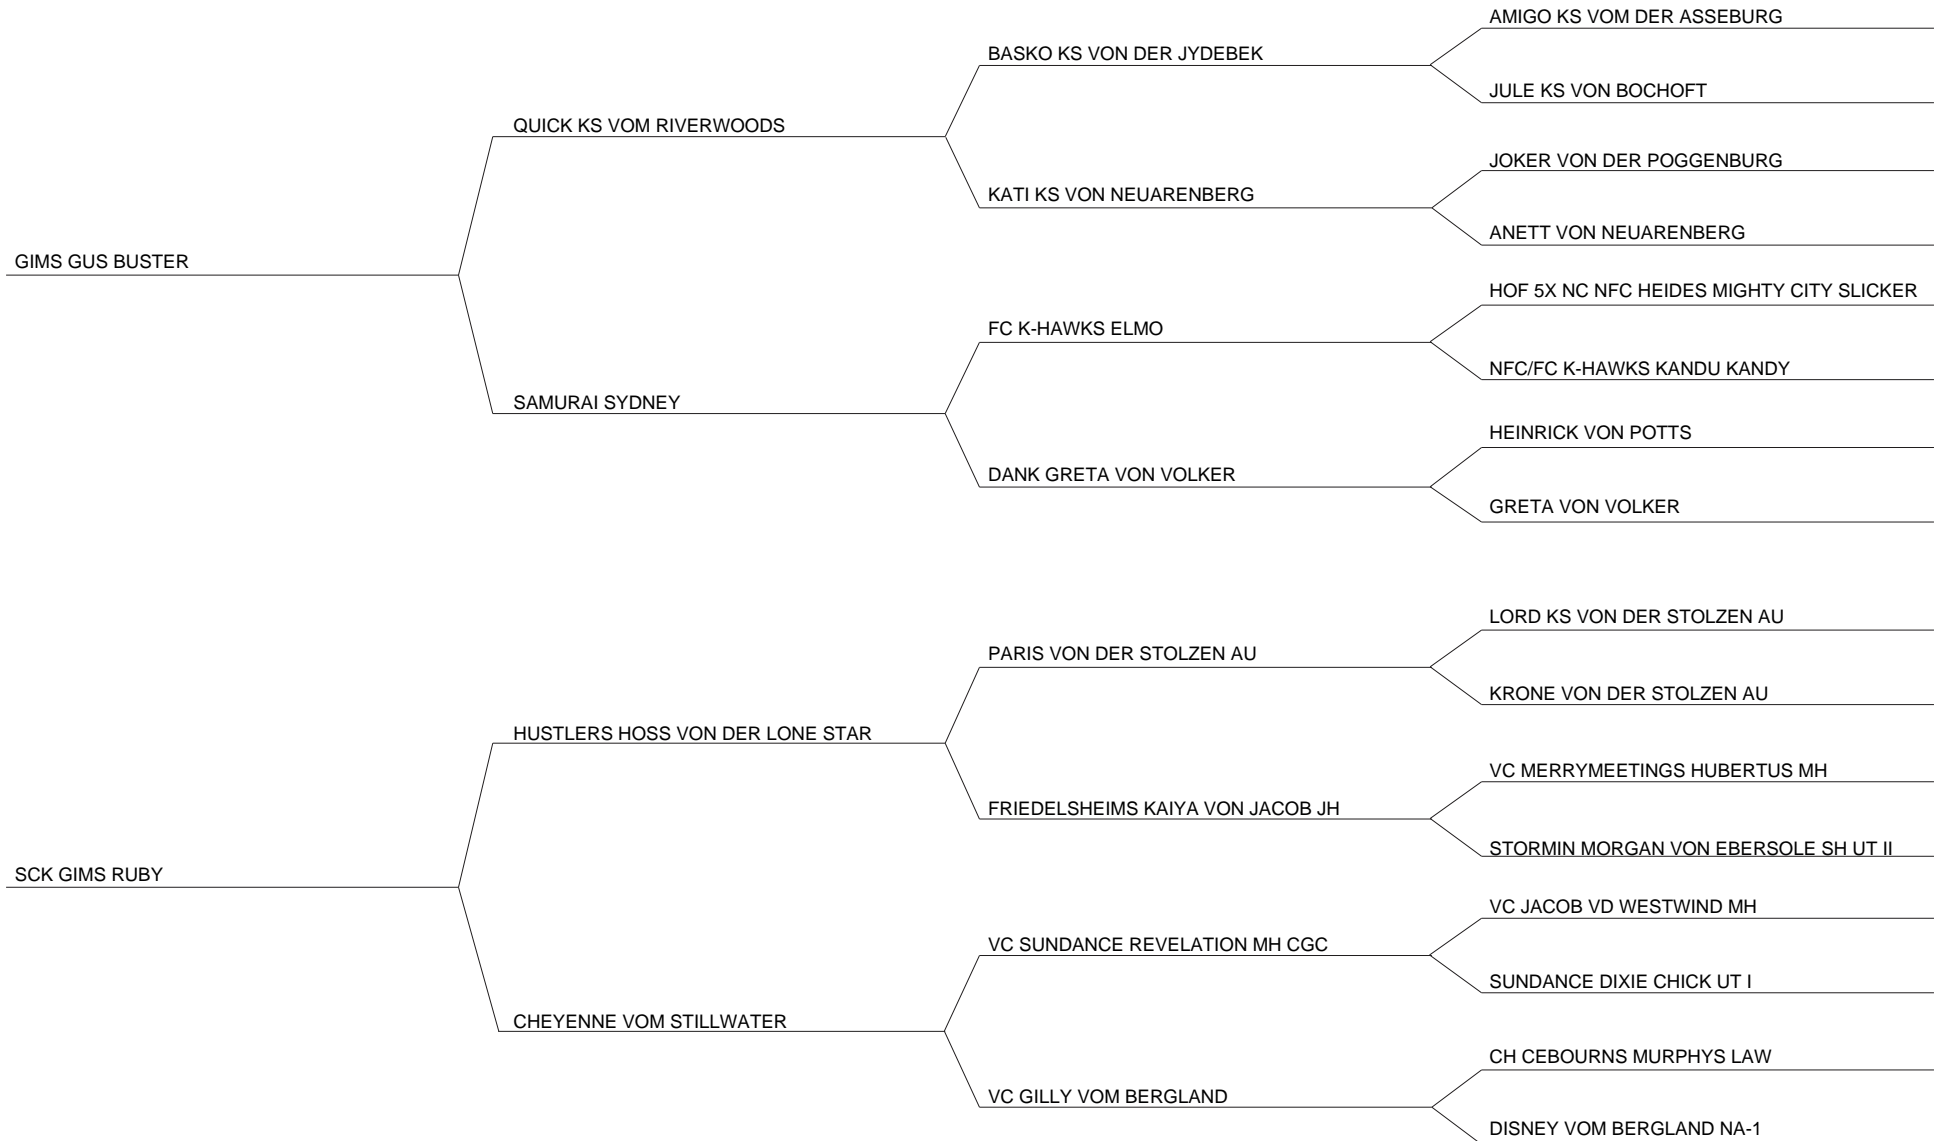 AMIGO KS VOM DER ASSEBURG
BASKO KS VON DER JYDEBEK
JULE KS VON BOCHOFT
QUICK KS VOM RIVERWOODS
JOKER VON DER POGGENBURG
KATI KS VON NEUARENBERG
ANETT VON NEUARENBERG
GIMS GUS BUSTER
HOF 5X NC NFC HEIDES MIGHTY CITY SLICKER
FC K-HAWKS ELMO
NFC/FC K-HAWKS KANDU KANDY
SAMURAI SYDNEY
HEINRICK VON POTTS
DANK GRETA VON VOLKER
GRETA VON VOLKER
LORD KS VON DER STOLZEN AU
PARIS VON DER STOLZEN AU
KRONE VON DER STOLZEN AU
HUSTLERS HOSS VON DER LONE STAR
VC MERRYMEETINGS HUBERTUS MH
FRIEDELSHEIMS KAIYA VON JACOB JH
STORMIN MORGAN VON EBERSOLE SH UT II
SCK GIMS RUBY
VC JACOB VD WESTWIND MH
VC SUNDANCE REVELATION MH CGC
SUNDANCE DIXIE CHICK UT I
CHEYENNE VOM STILLWATER
CH CEBOURNS MURPHYS LAW
VC GILLY VOM BERGLAND
DISNEY VOM BERGLAND NA-1